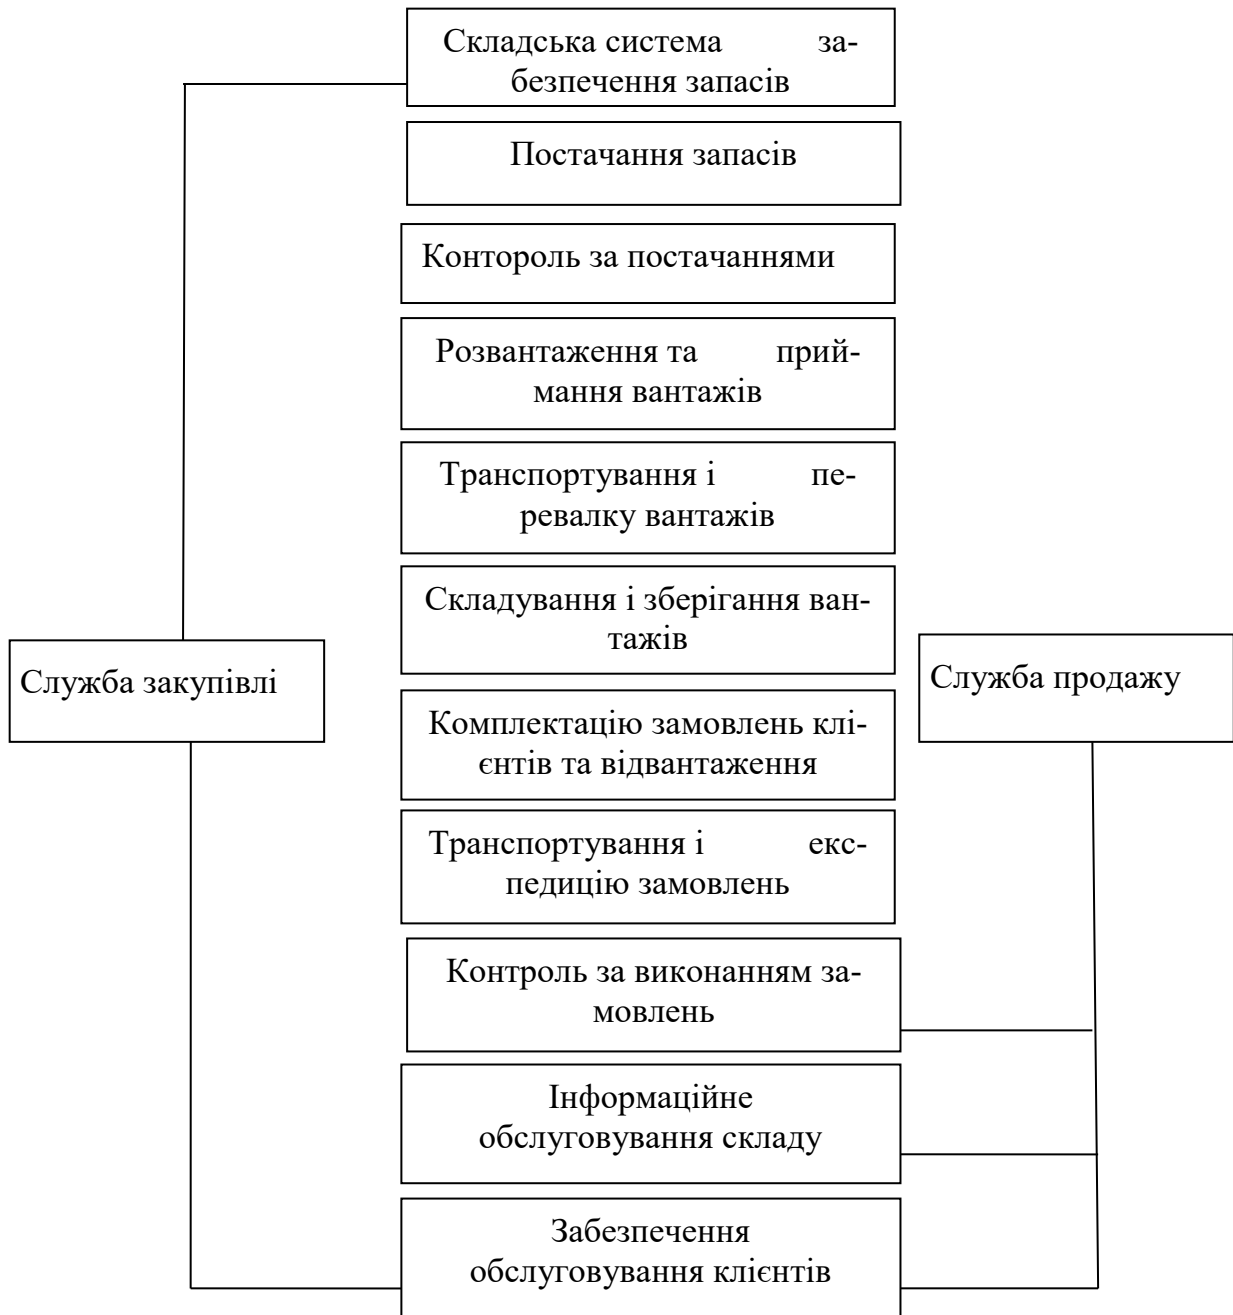 Складська система за-
безпечення запасів
Постачання запасів
Контороль за постачаннями
Розвантаження та прий-
мання вантажів
Транспортування і пе-
ревалку вантажів
Складування і зберігання ван-
тажів
Служба закупівлі
Служба продажу
Комплектацію замовлень клі-
єнтів та відвантаження
Транспортування і екс-
педицію замовлень
Контроль за виконанням за-
мовлень
Інформаційне
обслуговування складу
Забезпечення
обслуговування клієнтів